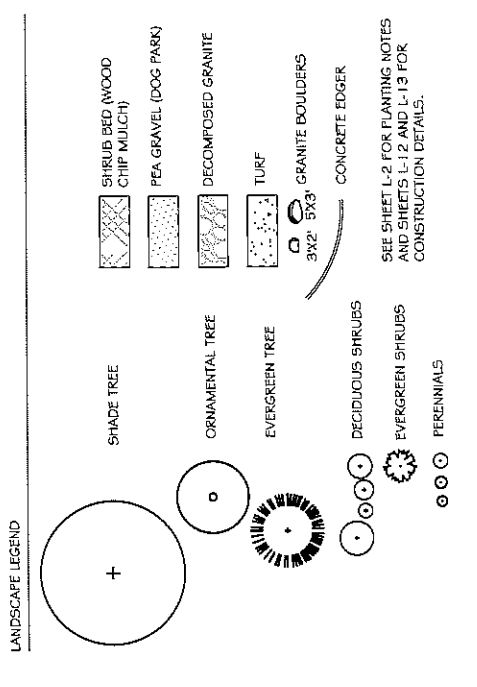 LANDSCAPE LEGEND
SHADE TREE
ORNAMENTAL TREE
EVERGREEN TREE
DECIDUOUS SHRUBS
EVERGREEN SHRUBS
PERENNIALS
SHRUB BED (WOOD
CHIP MULCH)
PEA GRAVEL (DOG PARK)
DECOMPOSED GRANITE
TURF
3'X2' 5'X3'
GRANITE BOULDERS
CONCRETE EDGER
SEE SHEET L-2 FOR PLANTING NOTES
AND SHEETS L-12 AND L-13 FOR
CONSTRUCTION DETAILS.